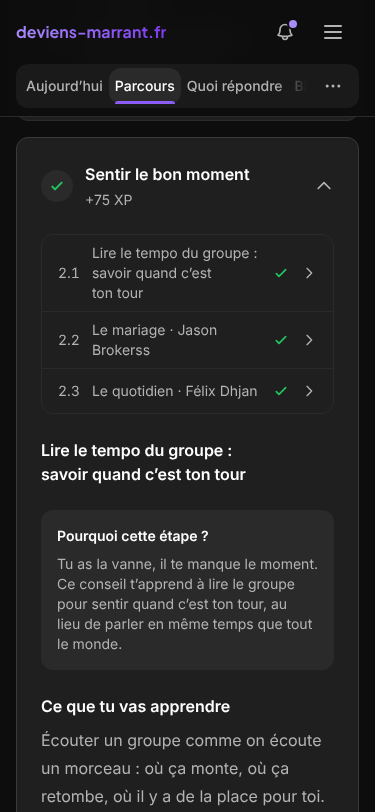 deviens-marrant.fr
Aujourd'hui Parcours Quoi répondre
Sentir le bon moment
+75 XP
2.1 Lire le tempo du groupe :
savoir quand c'est
ton tour
2.2 Le mariage · Jason
Brokerss
2.3 Le quotidien · Félix Dhjan
Lire le tempo du groupe :
savoir quand c'est ton tour
Pourquoi cette étape ?
Tu as la vanne, il te manque le moment.
Ce conseil t'apprend à lire le groupe
pour sentir quand c'est ton tour, au
lieu de parler en même temps que tout
le monde.
Ce que tu vas apprendre
Écouter un groupe comme on écoute
un morceau : où ça monte, où ça
retombe, où il y a de la place pour toi.